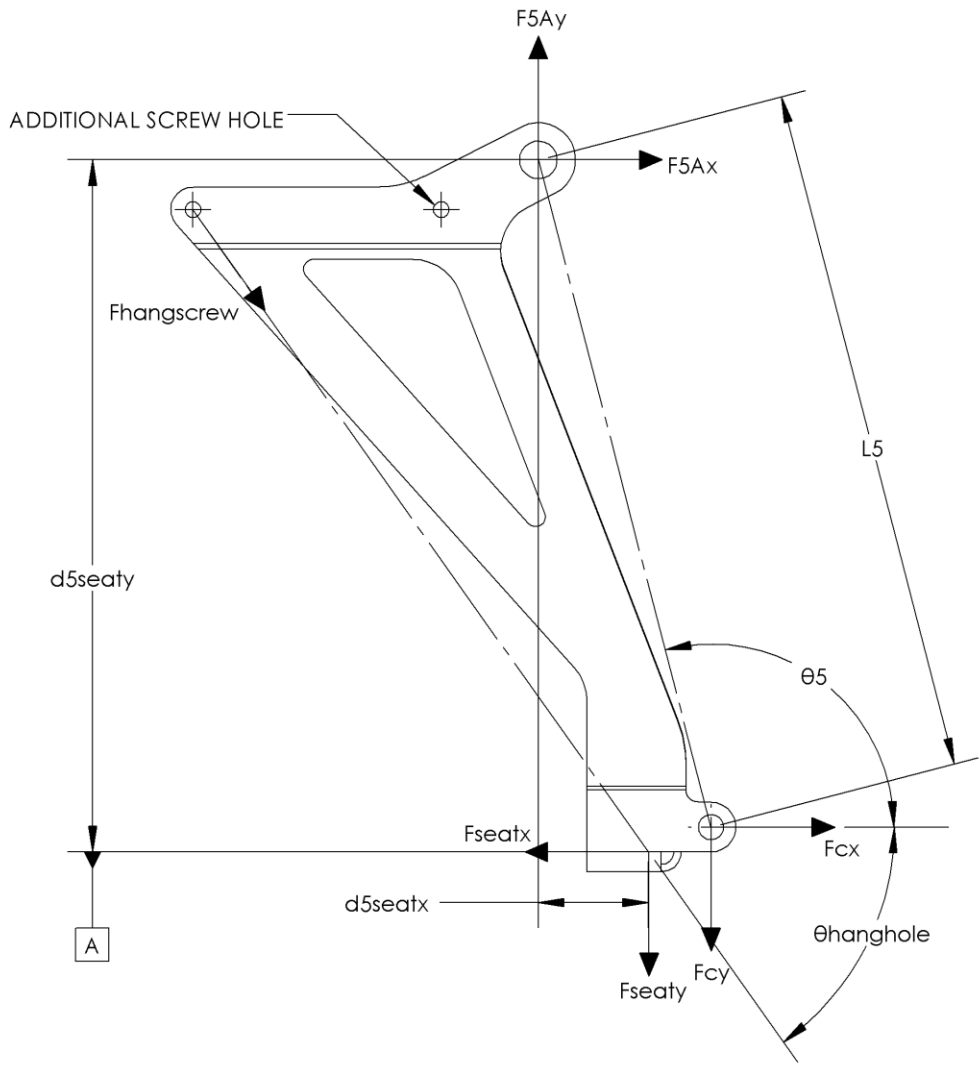 F5Ay
ADDITIONAL SCREW HOLE
F5Ax
Fhangscrew
L5
d5seaty
θ5
Fseatx
Fcx
d5seatx
A
θhanghole
Fcy
Fseaty